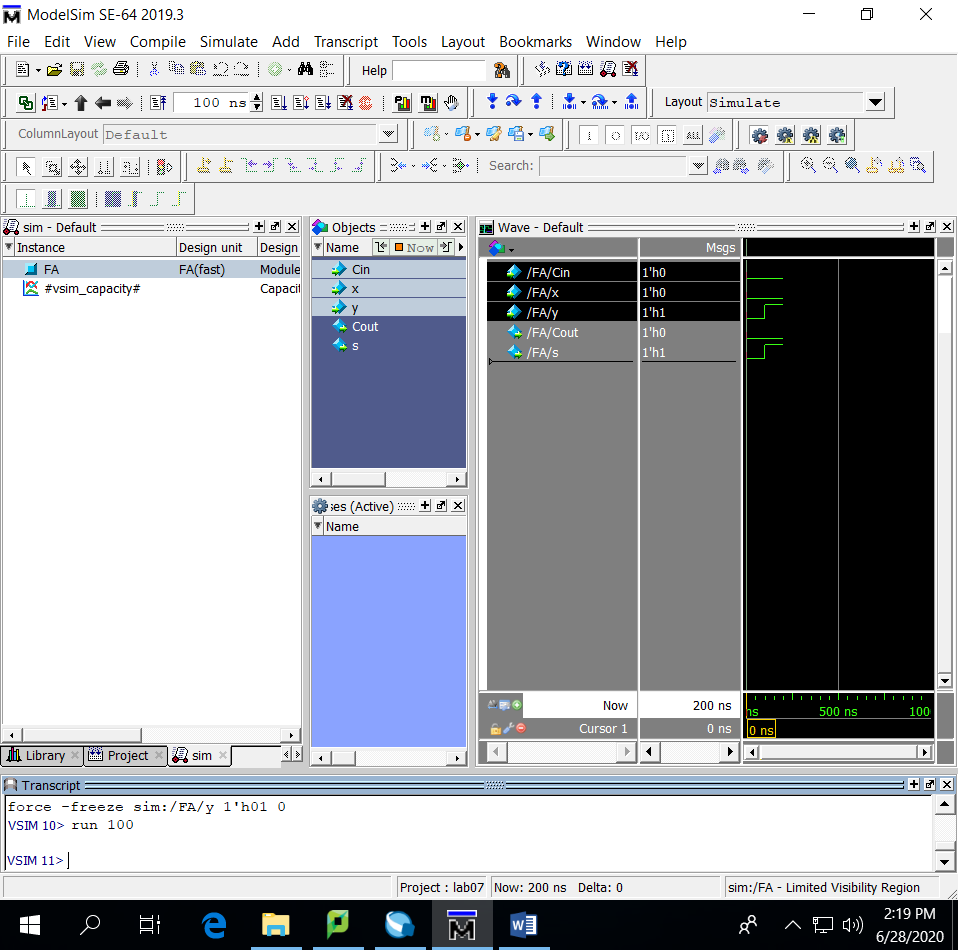 ModelSim SE-64 2019.3
File Edit View Compile Simulate Add Transcript Tools Layout Bookmarks Window Help
Help
100 ns
Layout Simulate
ColumnLayout Default
ALL
Search:
sim - Default
Instance Design unit Design
FA FA(fast) Module
#vsim_capacity# Capacit
Library Project sim
Objects
Name Now
Cin
x
y
Cout
s
ses (Active)
Name
Wave - Default
Msgs
/FA/Cin 1'h0
/FA/x 1'h0
/FA/y 1'h1
/FA/Cout 1'h0
/FA/s 1'h1
Now 200 ns ns 500 ns 100
Cursor 1 0 ns 0 ns
Transcript
force -freeze sim:/FA/y 1'h01 0
VSIM 10> run 100
VSIM 11>
Project : lab07 Now: 200 ns Delta: 0 sim:/FA - Limited Visibility Region
2:19 PM
6/28/2020